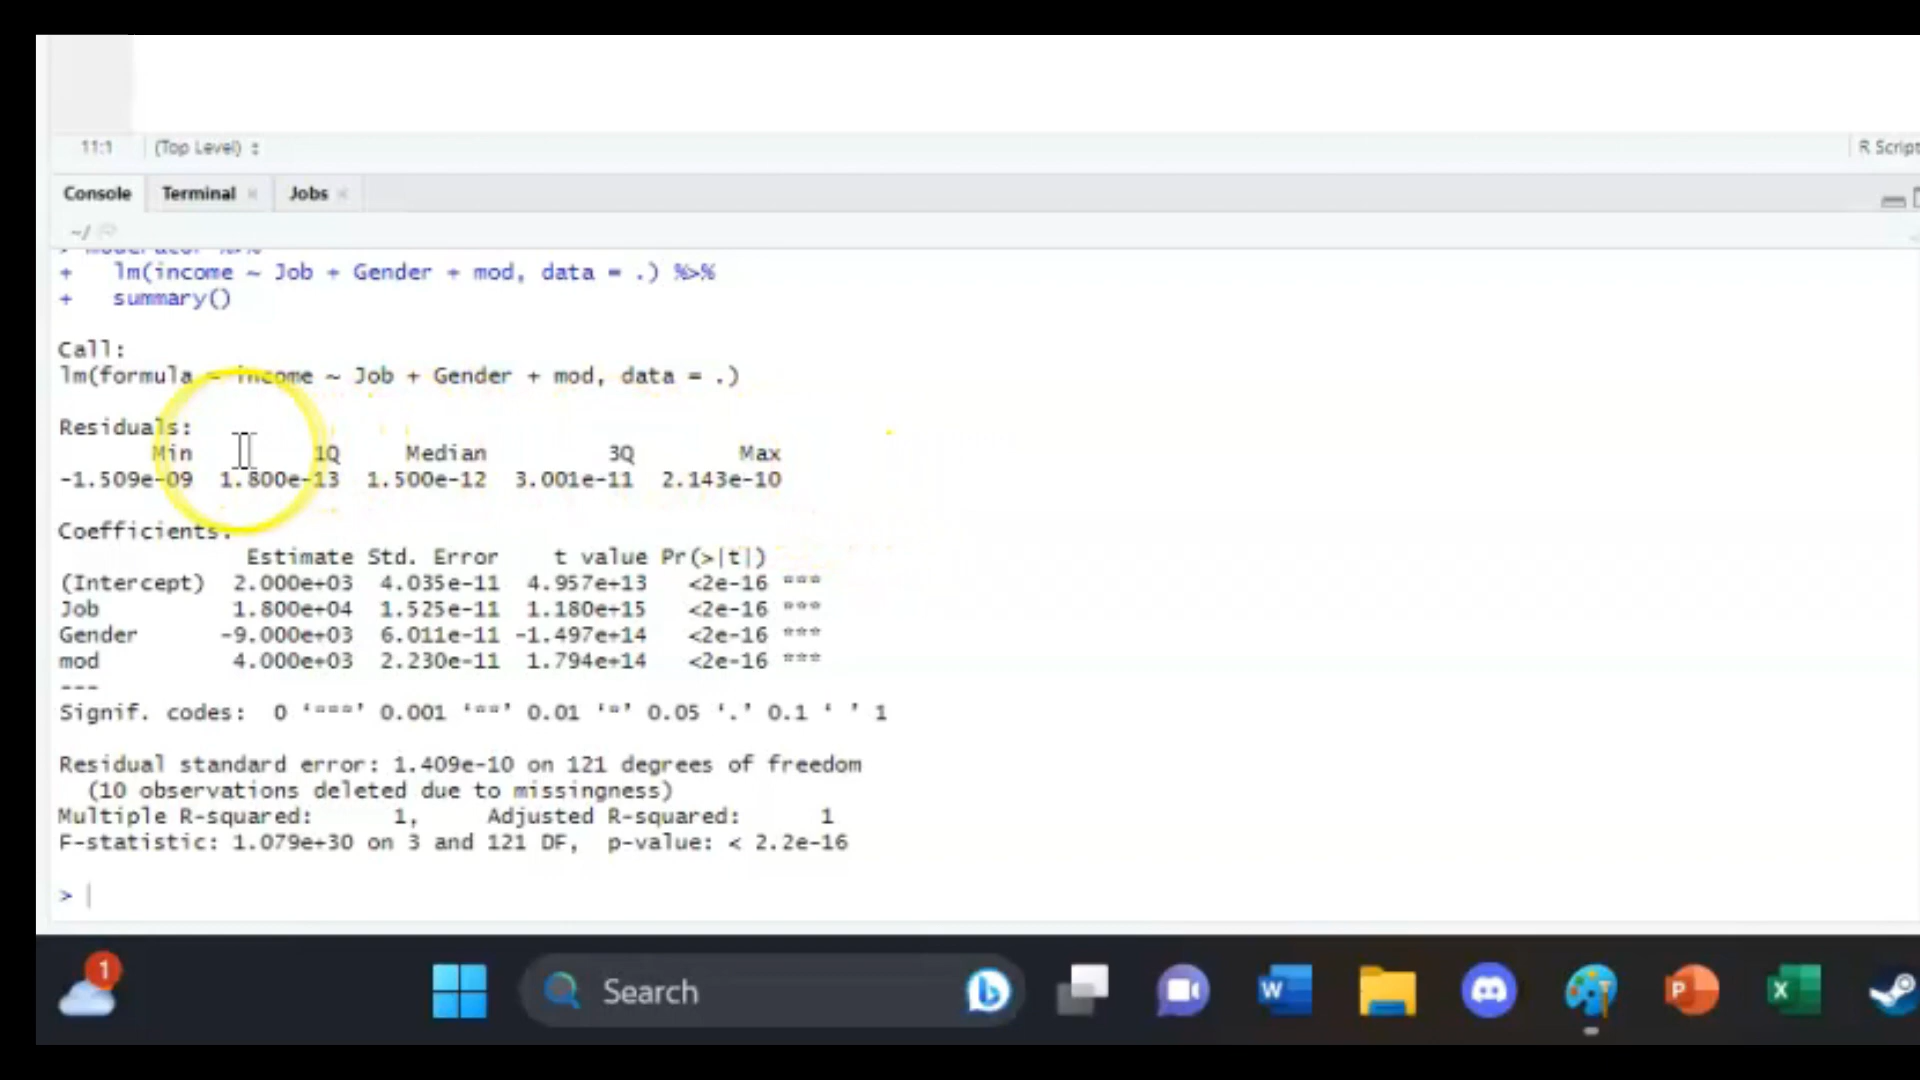 11:1 (Top Level)
R Script
Console Terminal Jobs
~/
+ lm(income ~ Job + Gender + mod, data = .) %>%
+ summary()
Call:
lm(formula = income ~ Job + Gender + mod, data = .)
Residuals:
Min 1Q Median 3Q Max
-1.509e-09 1.800e-13 1.500e-12 3.001e-11 2.143e-10
Coefficients:
Estimate Std. Error t value Pr(>|t|)
(Intercept) 2.000e+03 4.035e-11 4.957e+13 <2e-16 ***
Job 1.800e+04 1.525e-11 1.180e+15 <2e-16 ***
Gender -9.000e+03 6.011e-11 -1.497e+14 <2e-16 ***
mod 4.000e+03 2.230e-11 1.794e+14 <2e-16 ***
---
Signif. codes: 0 ‘***’ 0.001 ‘**’ 0.01 ‘*’ 0.05 ‘.’ 0.1 ‘ ’ 1
Residual standard error: 1.409e-10 on 121 degrees of freedom
(10 observations deleted due to missingness)
Multiple R-squared: 1, Adjusted R-squared: 1
F-statistic: 1.079e+30 on 3 and 121 DF, p-value: < 2.2e-16
>
1
Search
W
P
X